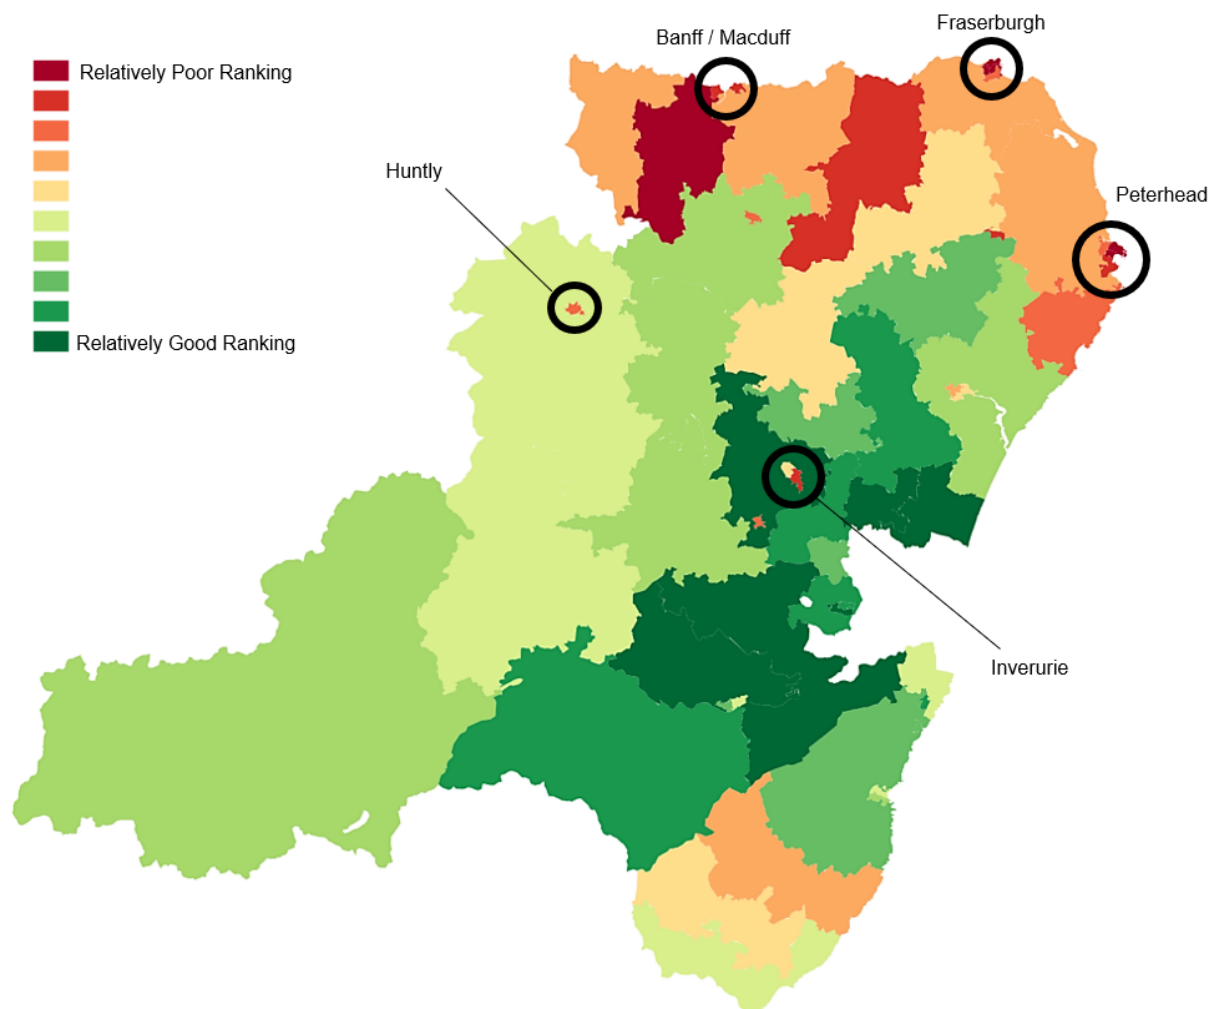 Fraserburgh
Banff / Macduff
Relatively Poor Ranking
Huntly
Peterhead
Relatively Good Ranking
Inverurie